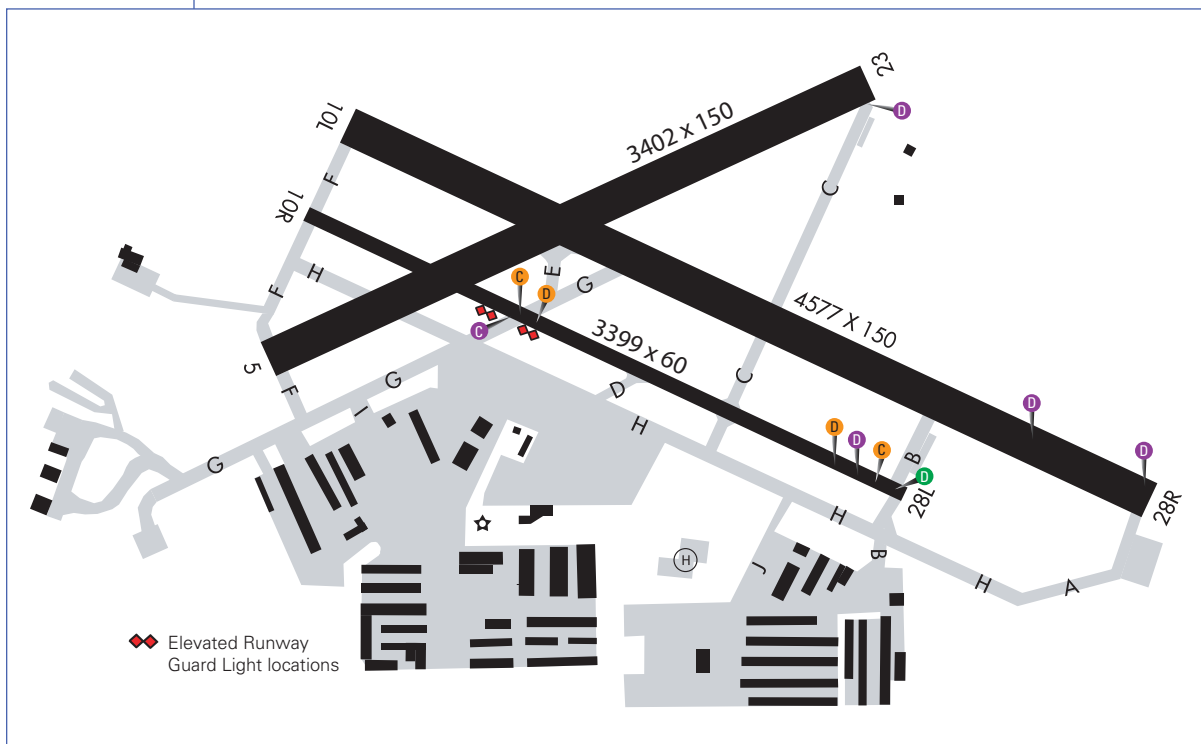 23
10L
3402 x 150
D
F
C
10R
H
C
E
D
G
F
4577 X 150
C
3399 x 60
5
F
G
D
C
I
H
D
D
D
C
D
B
D
28L
28R
G
H
B
H
J
H
A
Elevated Runway
Guard Light locations